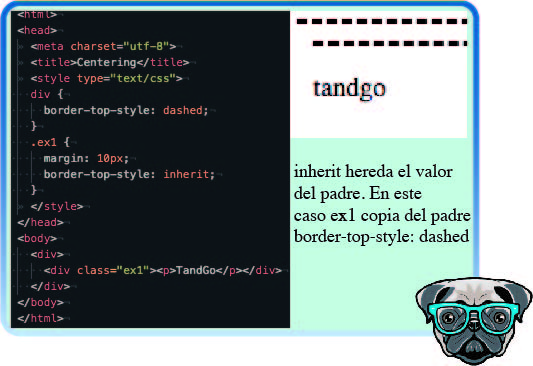 <html>
<head>
<meta charset="utf-8">
<title>Centering</title>
<style type="text/css">
div {
border-top-style: dashed;
}
.ex1 {
margin: 10px;
border-top-style: inherit;
}
</style>
</head>
<body>
<div>
<div class="ex1"><p>TandGo</p></div>
</div>
</body>
</html>
tandgo
inherit hereda el valor
del padre. En este
caso ex1 copia del padre
border-top-style: dashed